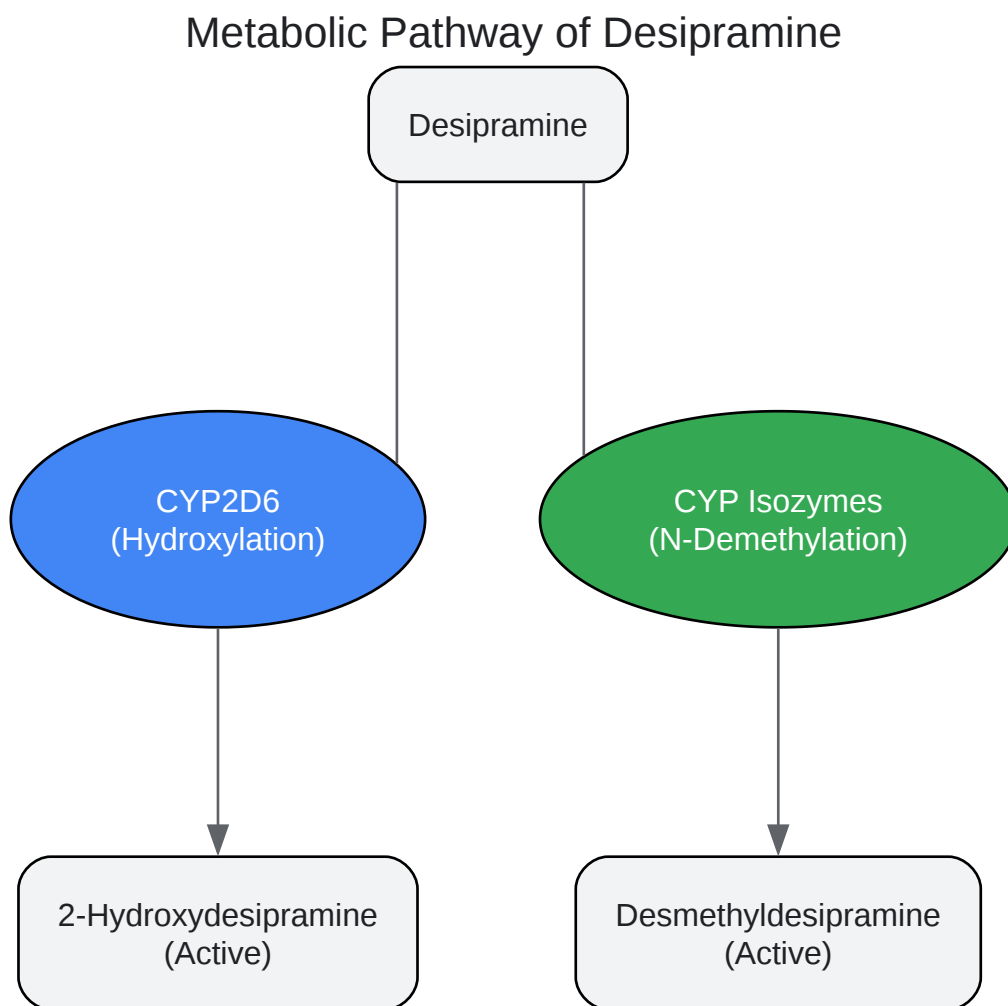 Metabolic Pathway of Desipramine
Desipramine
CYP2D6
(Hydroxylation)
CYP Isozymes
(N-Demethylation)
2-Hydroxydesipramine
(Active)
Desmethyldesipramine
(Active)